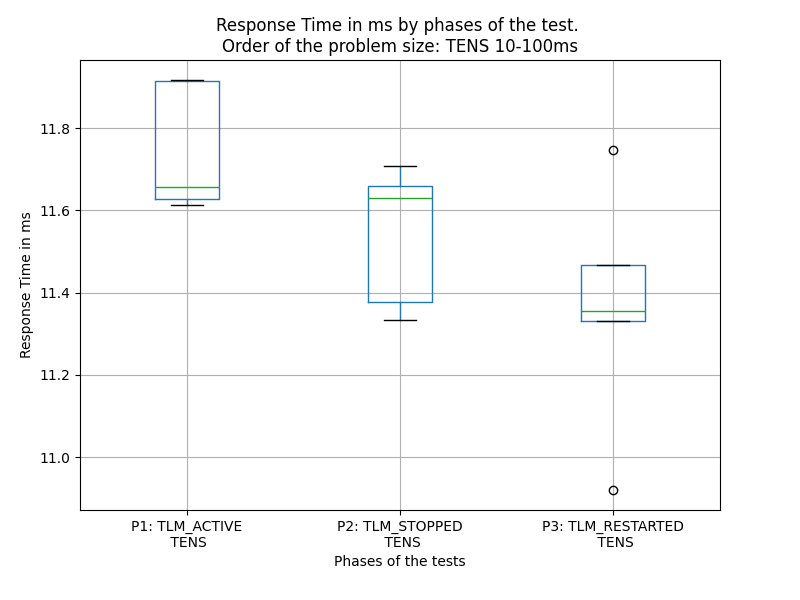 Response Time in ms by phases of the test.
Order of the problem size: TENS 10-100ms
11.8
11.6
11.4
11.2
11.0
Response Time in ms
P1: TLM_ACTIVE
TENS
P2: TLM_STOPPED
TENS
P3: TLM_RESTARTED
TENS
Phases of the tests